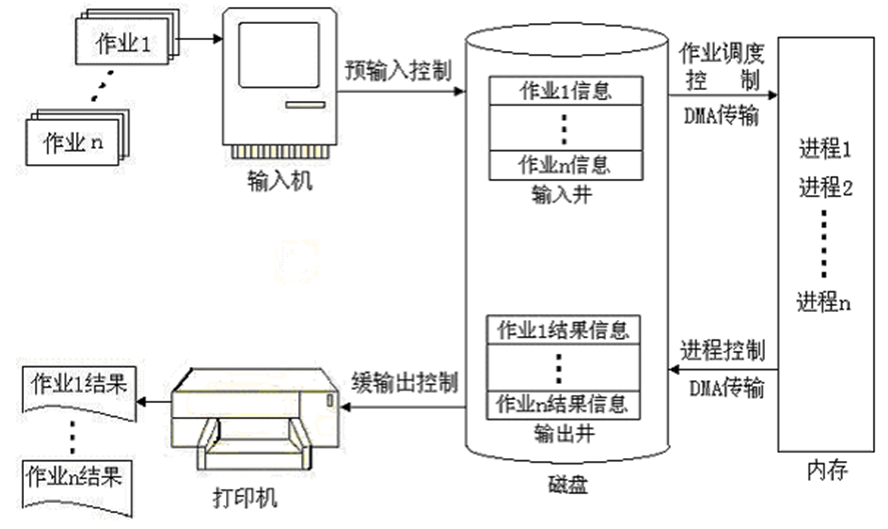 作业1
作业n
输入机
预输入控制
作业1信息
作业n信息
输入井
作业调度
控 制
DMA传输
进程1
进程2
进程n
内存
作业1结果信息
作业n结果信息
输出井
磁盘
进程控制
DMA传输
缓输出控制
打印机
作业1结果
作业n结果